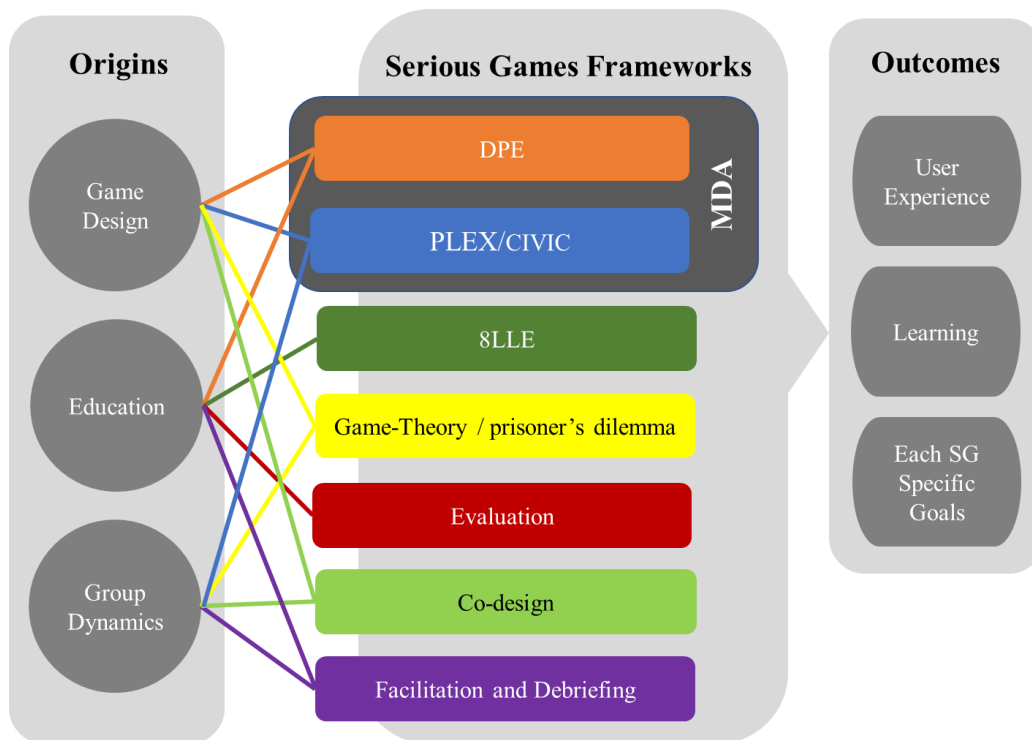 Origins
Game
Design
Education
Group
Dynamics
Serious Games Frameworks
DPE
PLEX/CIVIC
MDA
8LLE
Game-Theory / prisoner’s dilemma
Evaluation
Co-design
Facilitation and Debriefing
Outcomes
User
Experience
Learning
Each SG
Specific
Goals